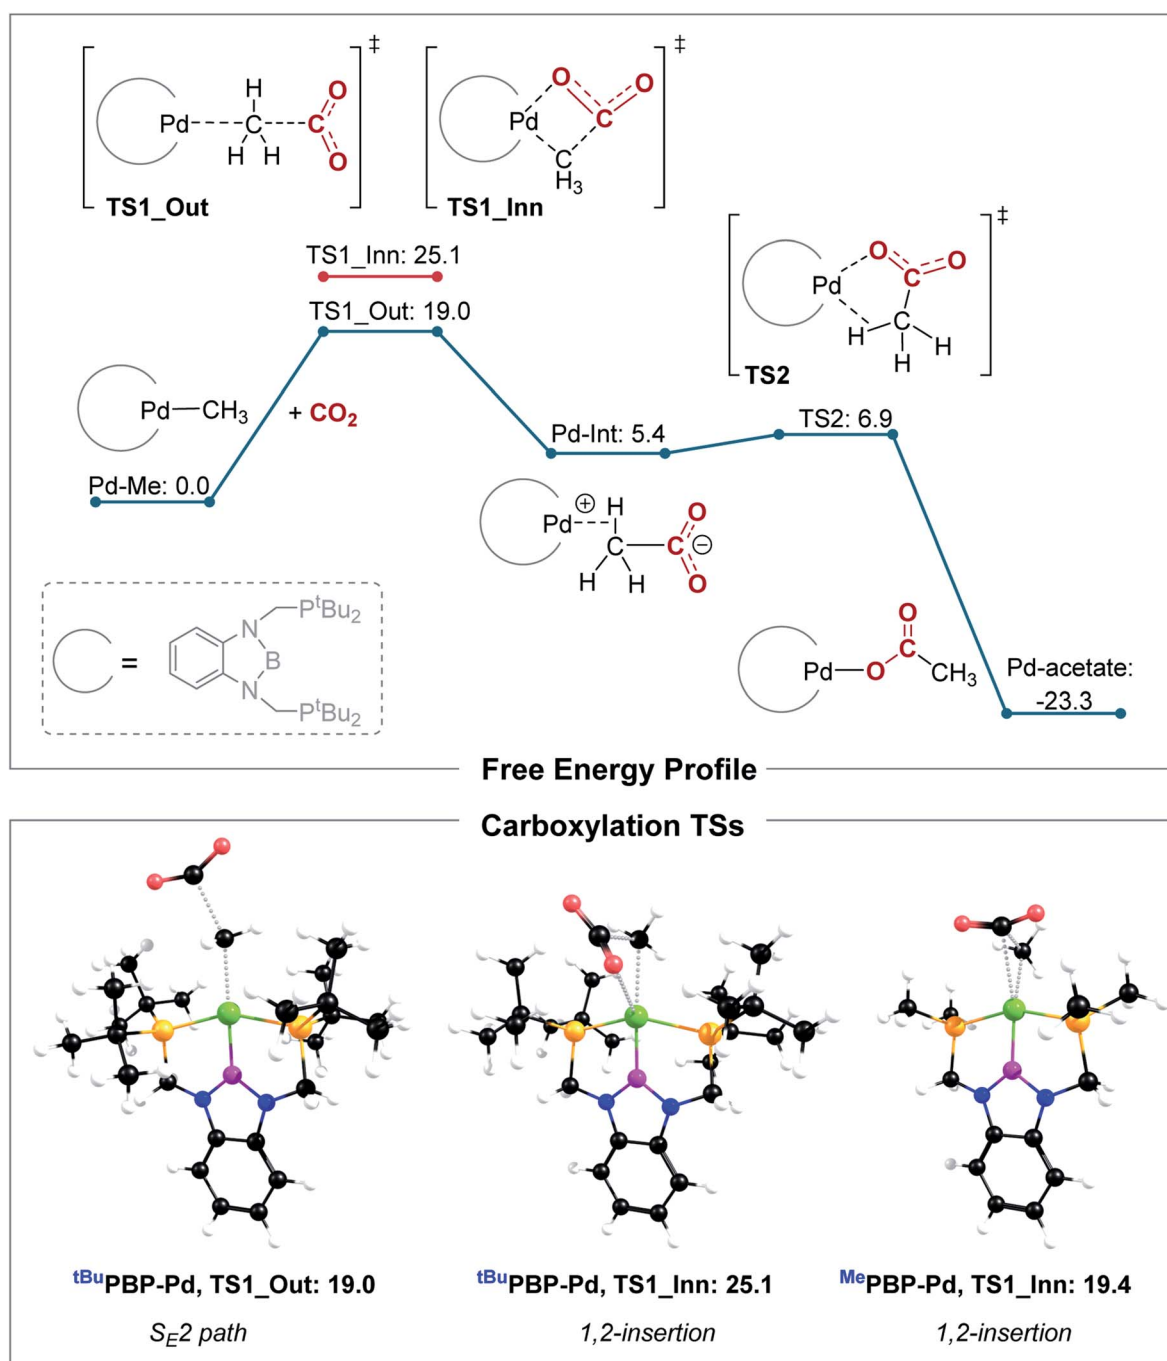 ‡
‡
H
O
Pd
C
C
H
H
O
TS1_Out
O
O
Pd
C
C
H3
TS1_Inn
‡
O
O
Pd
C
H
C
H
H
TS2
TS1_Inn: 25.1
TS1_Out: 19.0
Pd—CH3
+ CO2
Pd-Me: 0.0
Pd-Int: 5.4
TS2: 6.9
Pd
+
H
O
C
C
−
H
H
O
=
N
PtBu2
B
N
PtBu2
O
Pd
O
C
CH3
Pd-acetate:
-23.3
Free Energy Profile
Carboxylation TSs
tBuPBP-Pd, TS1_Out: 19.0
tBuPBP-Pd, TS1_Inn: 25.1
MePBP-Pd, TS1_Inn: 19.4
SE2 path
1,2-insertion
1,2-insertion